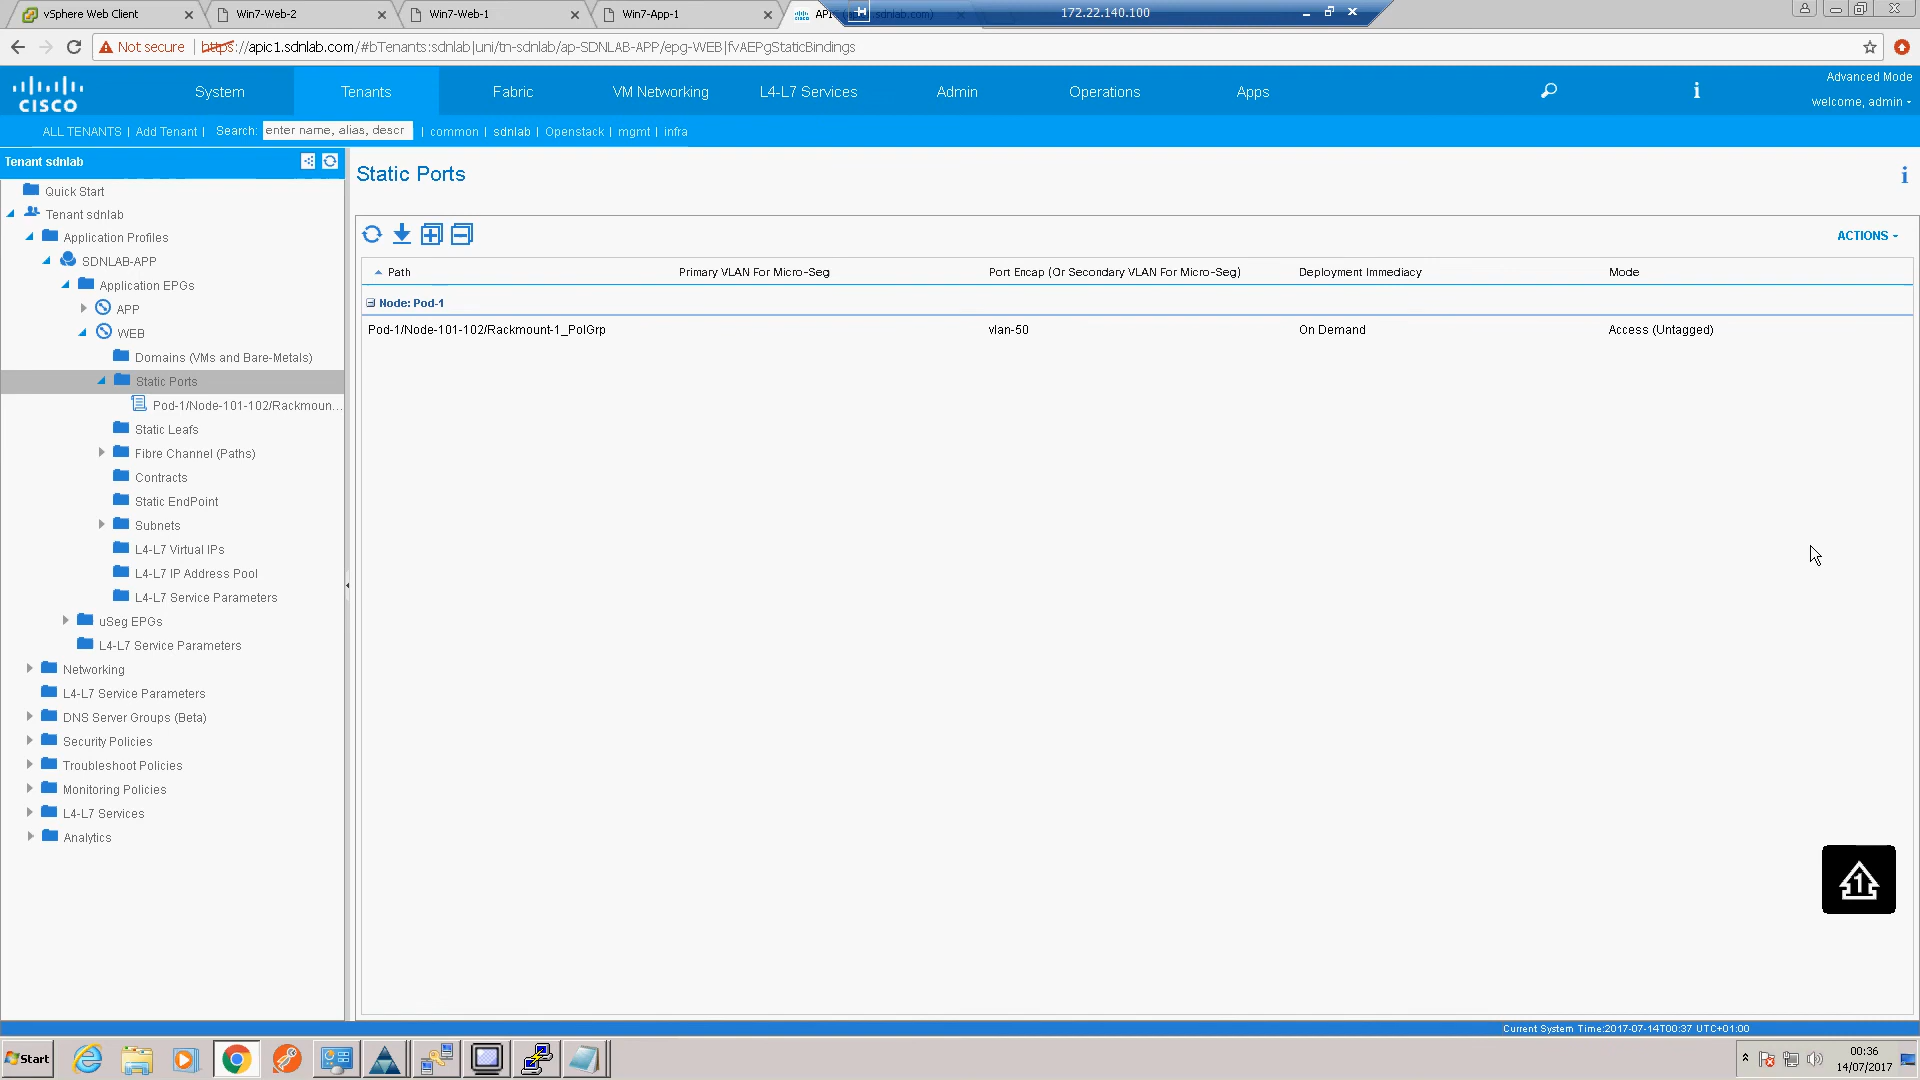 vSphere Web Client
Win7-Web-2
Win7-Web-1
Win7-App-1
172.22.140.100
Not secure
https://apic1.sdnlab.com/#bTenants:sdnlab|uni/tn-sdnlab/ap-SDNLAB-APP/epg-WEB|fvAEPgStaticBindings
CISCO
System
Tenants
Fabric
VM Networking
L4-L7 Services
Admin
Operations
Apps
i
Advanced Mode
welcome, admin
ALL TENANTS | Add Tenant | Search: enter name, alias, descr | common | sdnlab | Openstack | mgmt | infra
Tenant sdnlab
Quick Start
Tenant sdnlab
Application Profiles
SDNLAB-APP
Application EPGs
APP
WEB
Domains (VMs and Bare-Metals)
Static Ports
Pod-1/Node-101-102/Rackmoun...
Static Leafs
Fibre Channel (Paths)
Contracts
Static EndPoint
Subnets
L4-L7 Virtual IPs
L4-L7 IP Address Pool
L4-L7 Service Parameters
uSeg EPGs
L4-L7 Service Parameters
Networking
L4-L7 Service Parameters
DNS Server Groups (Beta)
Security Policies
Troubleshoot Policies
Monitoring Policies
L4-L7 Services
Analytics
Static Ports
i
ACTIONS
Path
Primary VLAN For Micro-Seg
Port Encap (Or Secondary VLAN For Micro-Seg)
Deployment Immediacy
Mode
Node: Pod-1
Pod-1/Node-101-102/Rackmount-1_PolGrp
vlan-50
On Demand
Access (Untagged)
1
Current System Time:2017-07-14T00:37 UTC+01:00
Start
00:36
14/07/2017